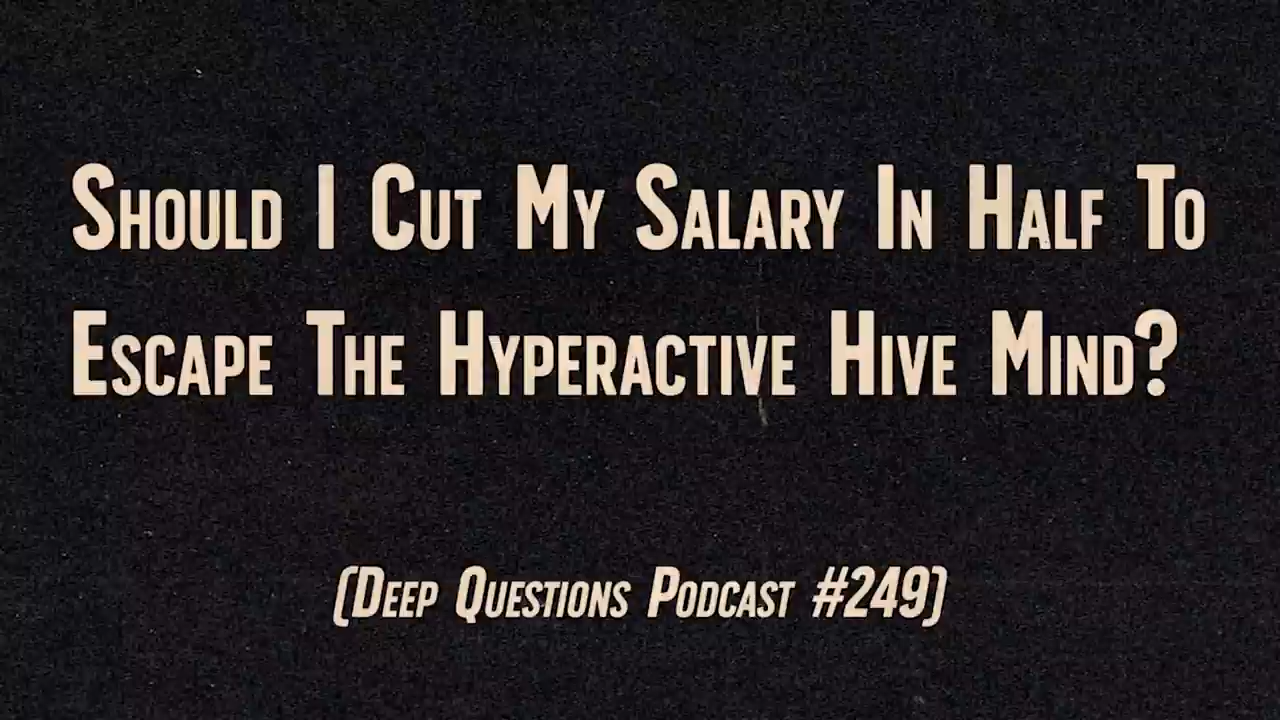 Should I Cut My Salary In Half To
Escape The Hyperactive Hive Mind?
(Deep Questions Podcast #249)